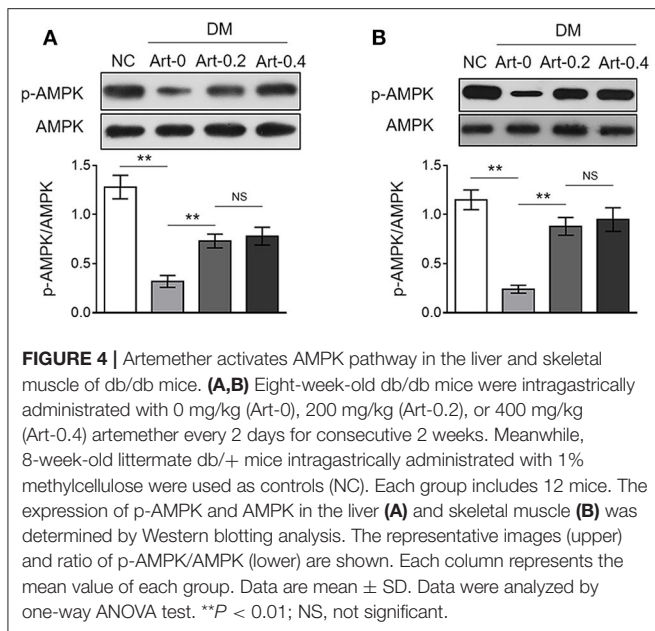 A
DM
NC Art-0 Art-0.2 Art-0.4
p-AMPK
AMPK
p-AMPK/AMPK
1.5
1.0
0.5
0.0
**
**
NS
B
DM
NC Art-0 Art-0.2 Art-0.4
p-AMPK
AMPK
p-AMPK/AMPK
1.5
1.0
0.5
0.0
**
**
NS
FIGURE 4 | Artemether activates AMPK pathway in the liver and skeletal
muscle of db/db mice. (A,B) Eight-week-old db/db mice were intragastrically
administrated with 0 mg/kg (Art-0), 200 mg/kg (Art-0.2), or 400 mg/kg
(Art-0.4) artemether every 2 days for consecutive 2 weeks. Meanwhile,
8-week-old littermate db/+ mice intragastrically administrated with 1%
methylcellulose were used as controls (NC). Each group includes 12 mice. The
expression of p-AMPK and AMPK in the liver (A) and skeletal muscle (B) was
determined by Western blotting analysis. The representative images (upper)
and ratio of p-AMPK/AMPK (lower) are shown. Each column represents the
mean value of each group. Data are mean ± SD. Data were analyzed by
one-way ANOVA test. **P < 0.01; NS, not significant.